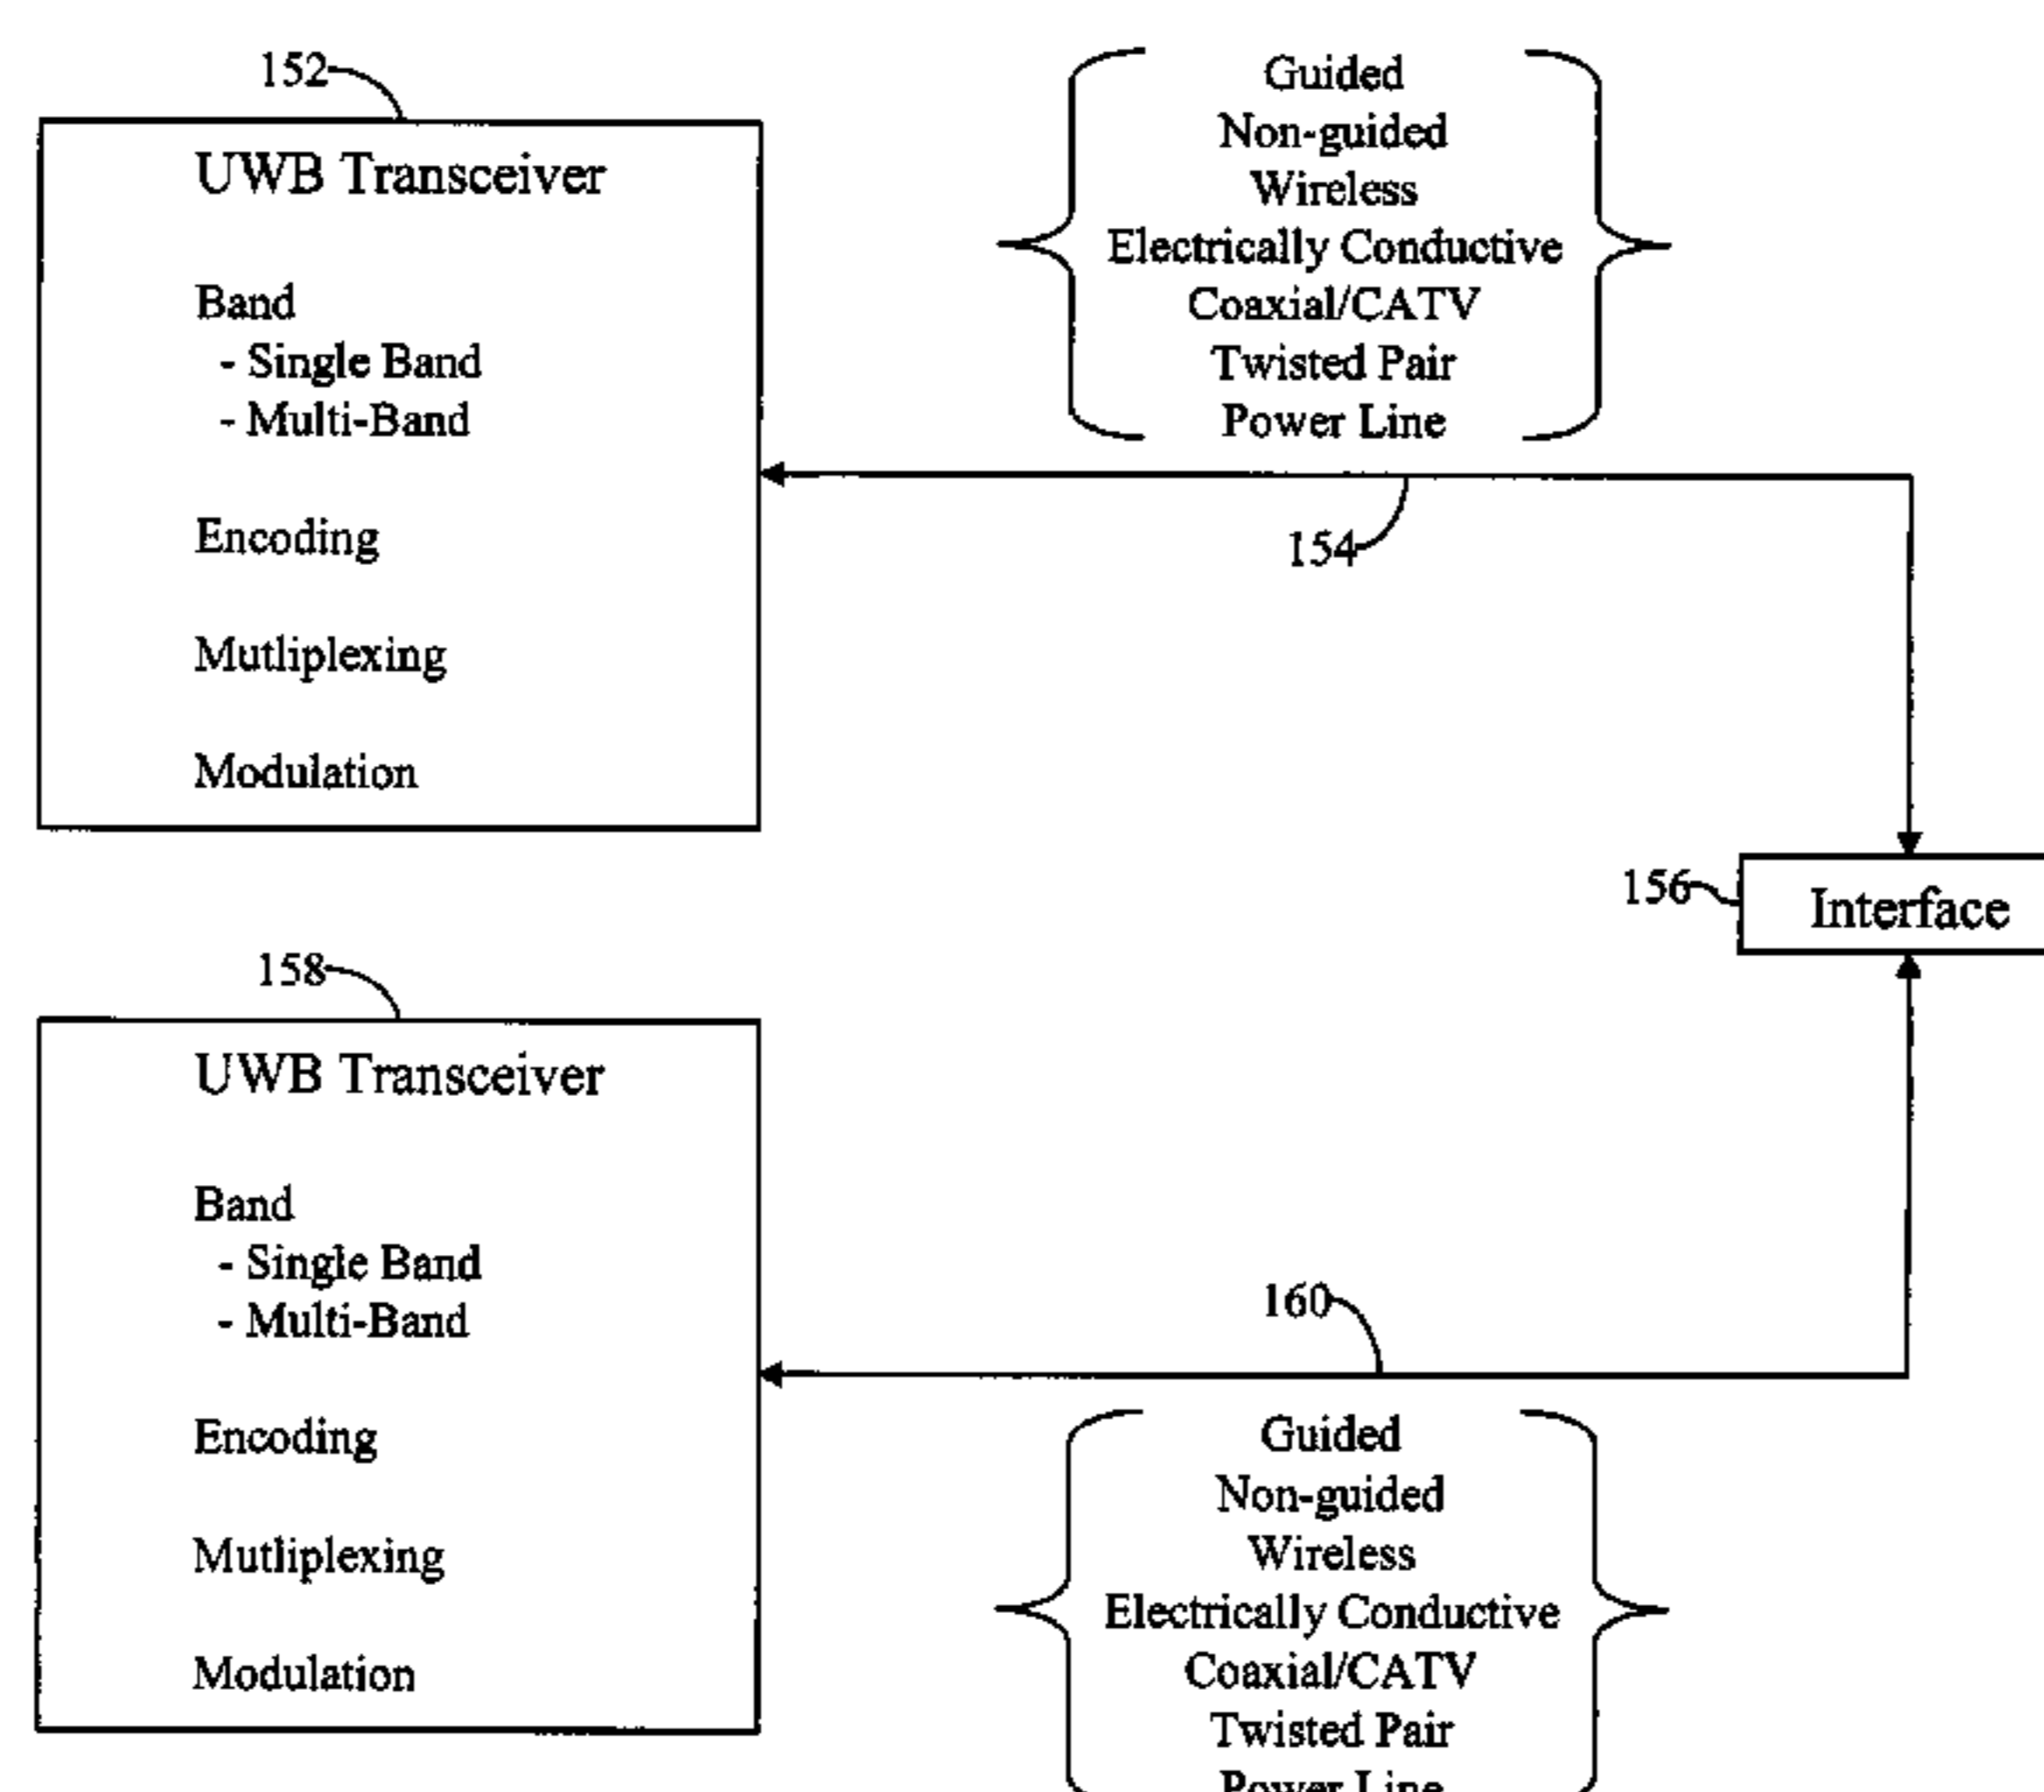 152
UWB Transceiver
Band
- Single Band
- Multi-Band
Encoding
Mutliplexing
Modulation
Guided
Non-guided
Wireless
Electrically Conductive
Coaxial/CATV
Twisted Pair
Power Line
154
156
Interface
158
UWB Transceiver
Band
- Single Band
- Multi-Band
Encoding
Mutliplexing
Modulation
160
Guided
Non-guided
Wireless
Electrically Conductive
Coaxial/CATV
Twisted Pair
Power Line